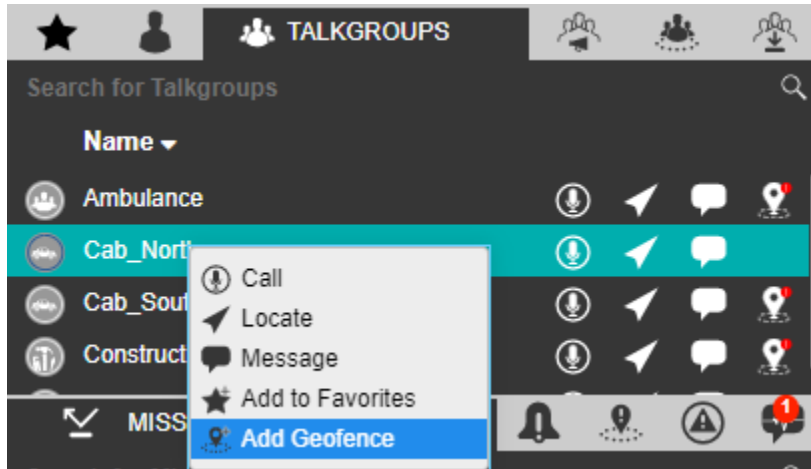 TALKGROUPS
Search for Talkgroups
Name
Ambulance
Cab_Nort
Call
Cab_Sout
Locate
Construct
Message
Add to Favorites
MISS
1
Add Geofence